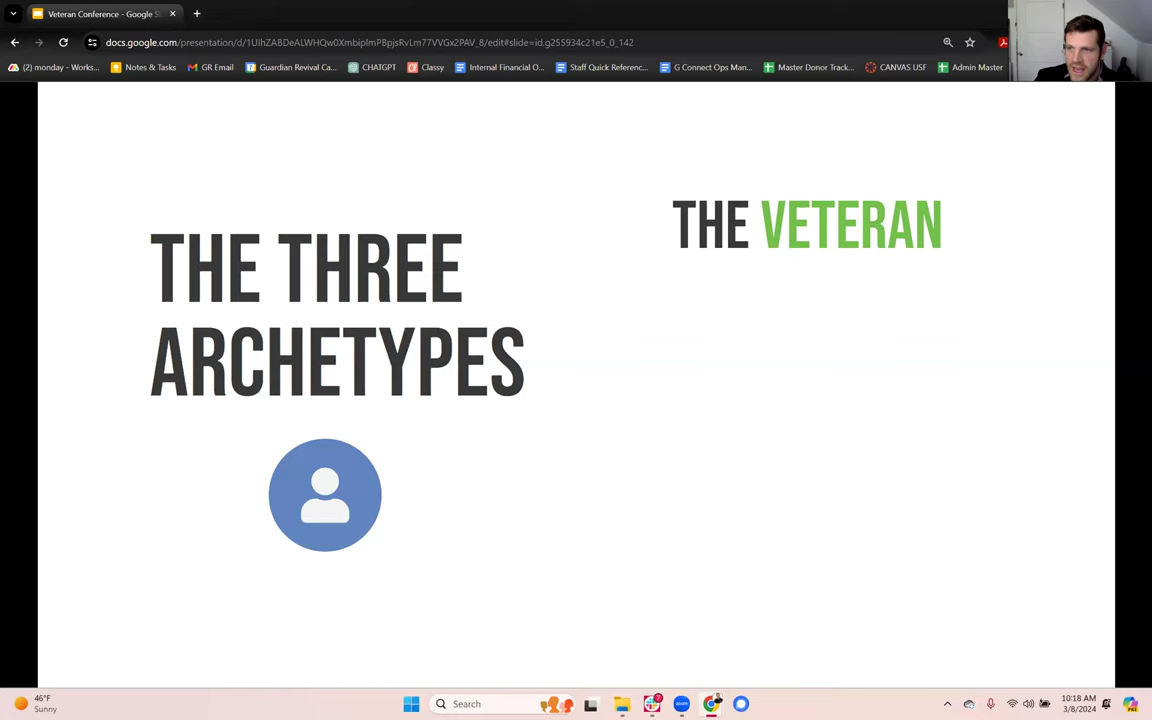 Veteran Conference - Google Sl
docs.google.com/presentation/d/1UIhZABDeALWHQw0XmbipImPBpjsRvLm77VVGx2PAV_8/edit#slide=id.g255934c21e5_0_142
(2) monday - Works...
Notes & Tasks
GR Email
Guardian Revival Ca...
CHATGPT
Classy
Internal Financial O...
Staff Quick Referenc...
G Connect Ops Man...
Master Donor Track...
CANVAS USF
Admin Master
THE THREE
ARCHETYPES
THE VETERAN
46°F
Sunny
Search
7
10:18 AM
3/8/2024
PRE